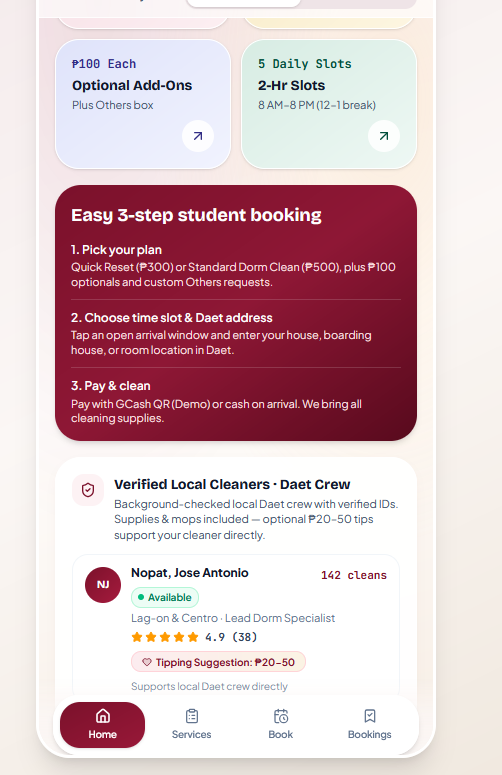 ₱100 Each
Optional Add-Ons
Plus Others box
5 Daily Slots
2-Hr Slots
8 AM–8 PM (12–1 break)
Easy 3-step student booking
1. Pick your plan
Quick Reset (₱300) or Standard Dorm Clean (₱500), plus ₱100
optionals and custom Others requests.
2. Choose time slot & Daet address
Tap an open arrival window and enter your house, boarding
house, or room location in Daet.
3. Pay & clean
Pay with GCash QR (Demo) or cash on arrival. We bring all
cleaning supplies.
Verified Local Cleaners · Daet Crew
Background-checked local Daet crew with verified IDs.
Supplies & mops included — optional ₱20–50 tips
support your cleaner directly.
NJ
Nopat, Jose Antonio
142 cleans
Available
Lag-on & Centro · Lead Dorm Specialist
4.9 (38)
Tipping Suggestion: ₱20–50
Supports local Daet crew directly
Home
Services
Book
Bookings